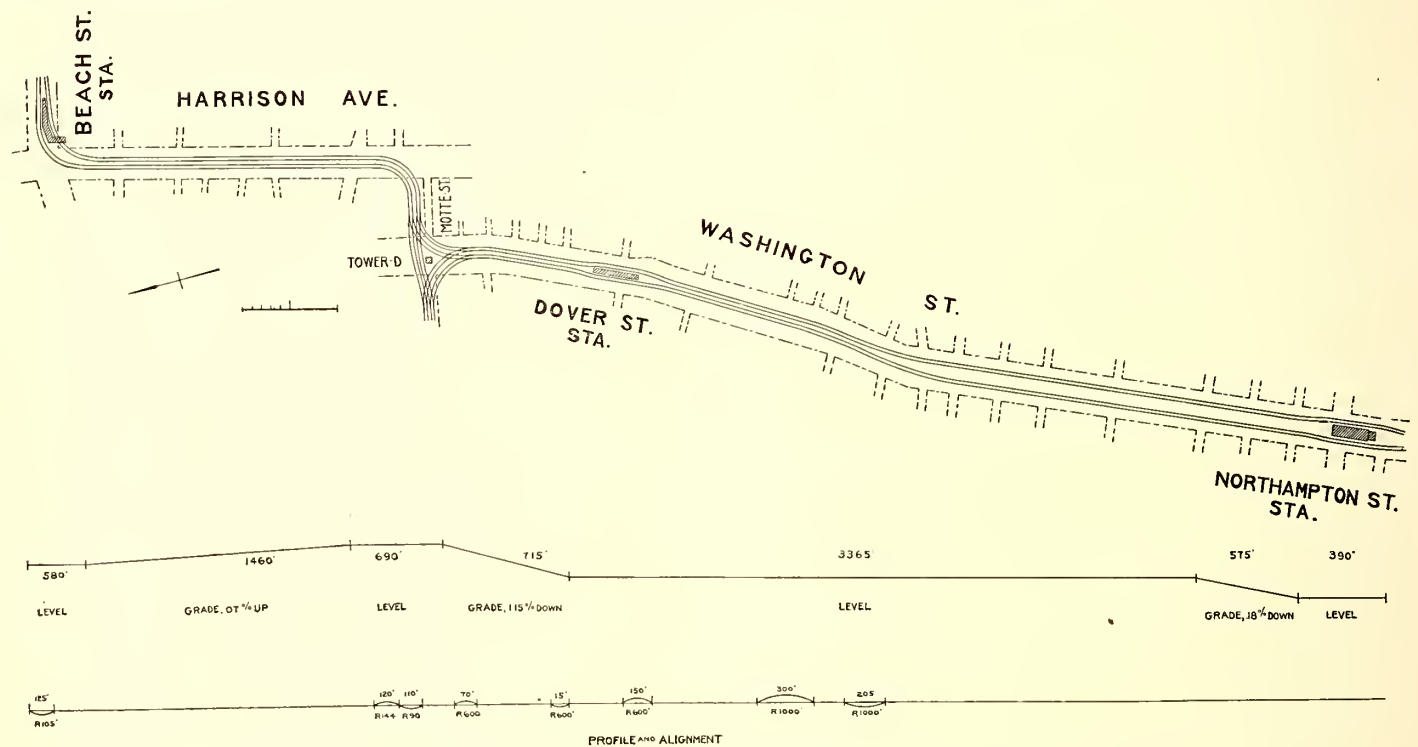 BEACH ST.
STA.
HARRISON AVE.
MOTTE ST.
TOWER-D
WASHINGTON ST.
DOVER ST.
STA.
NORTHAMPTON ST.
STA.
580' 1460' 690' 715' 3365' 575' 390"
LEVEL GRADE, .07% UP LEVEL GRADE, 1.15% DOWN LEVEL GRADE, .18% DOWN LEVEL
125' 120' 110' 70' 15' 150' 300' 205
R105' R144 R90 R600 R600' R600' R1000' R1000'
PROFILE AND ALIGNMENT